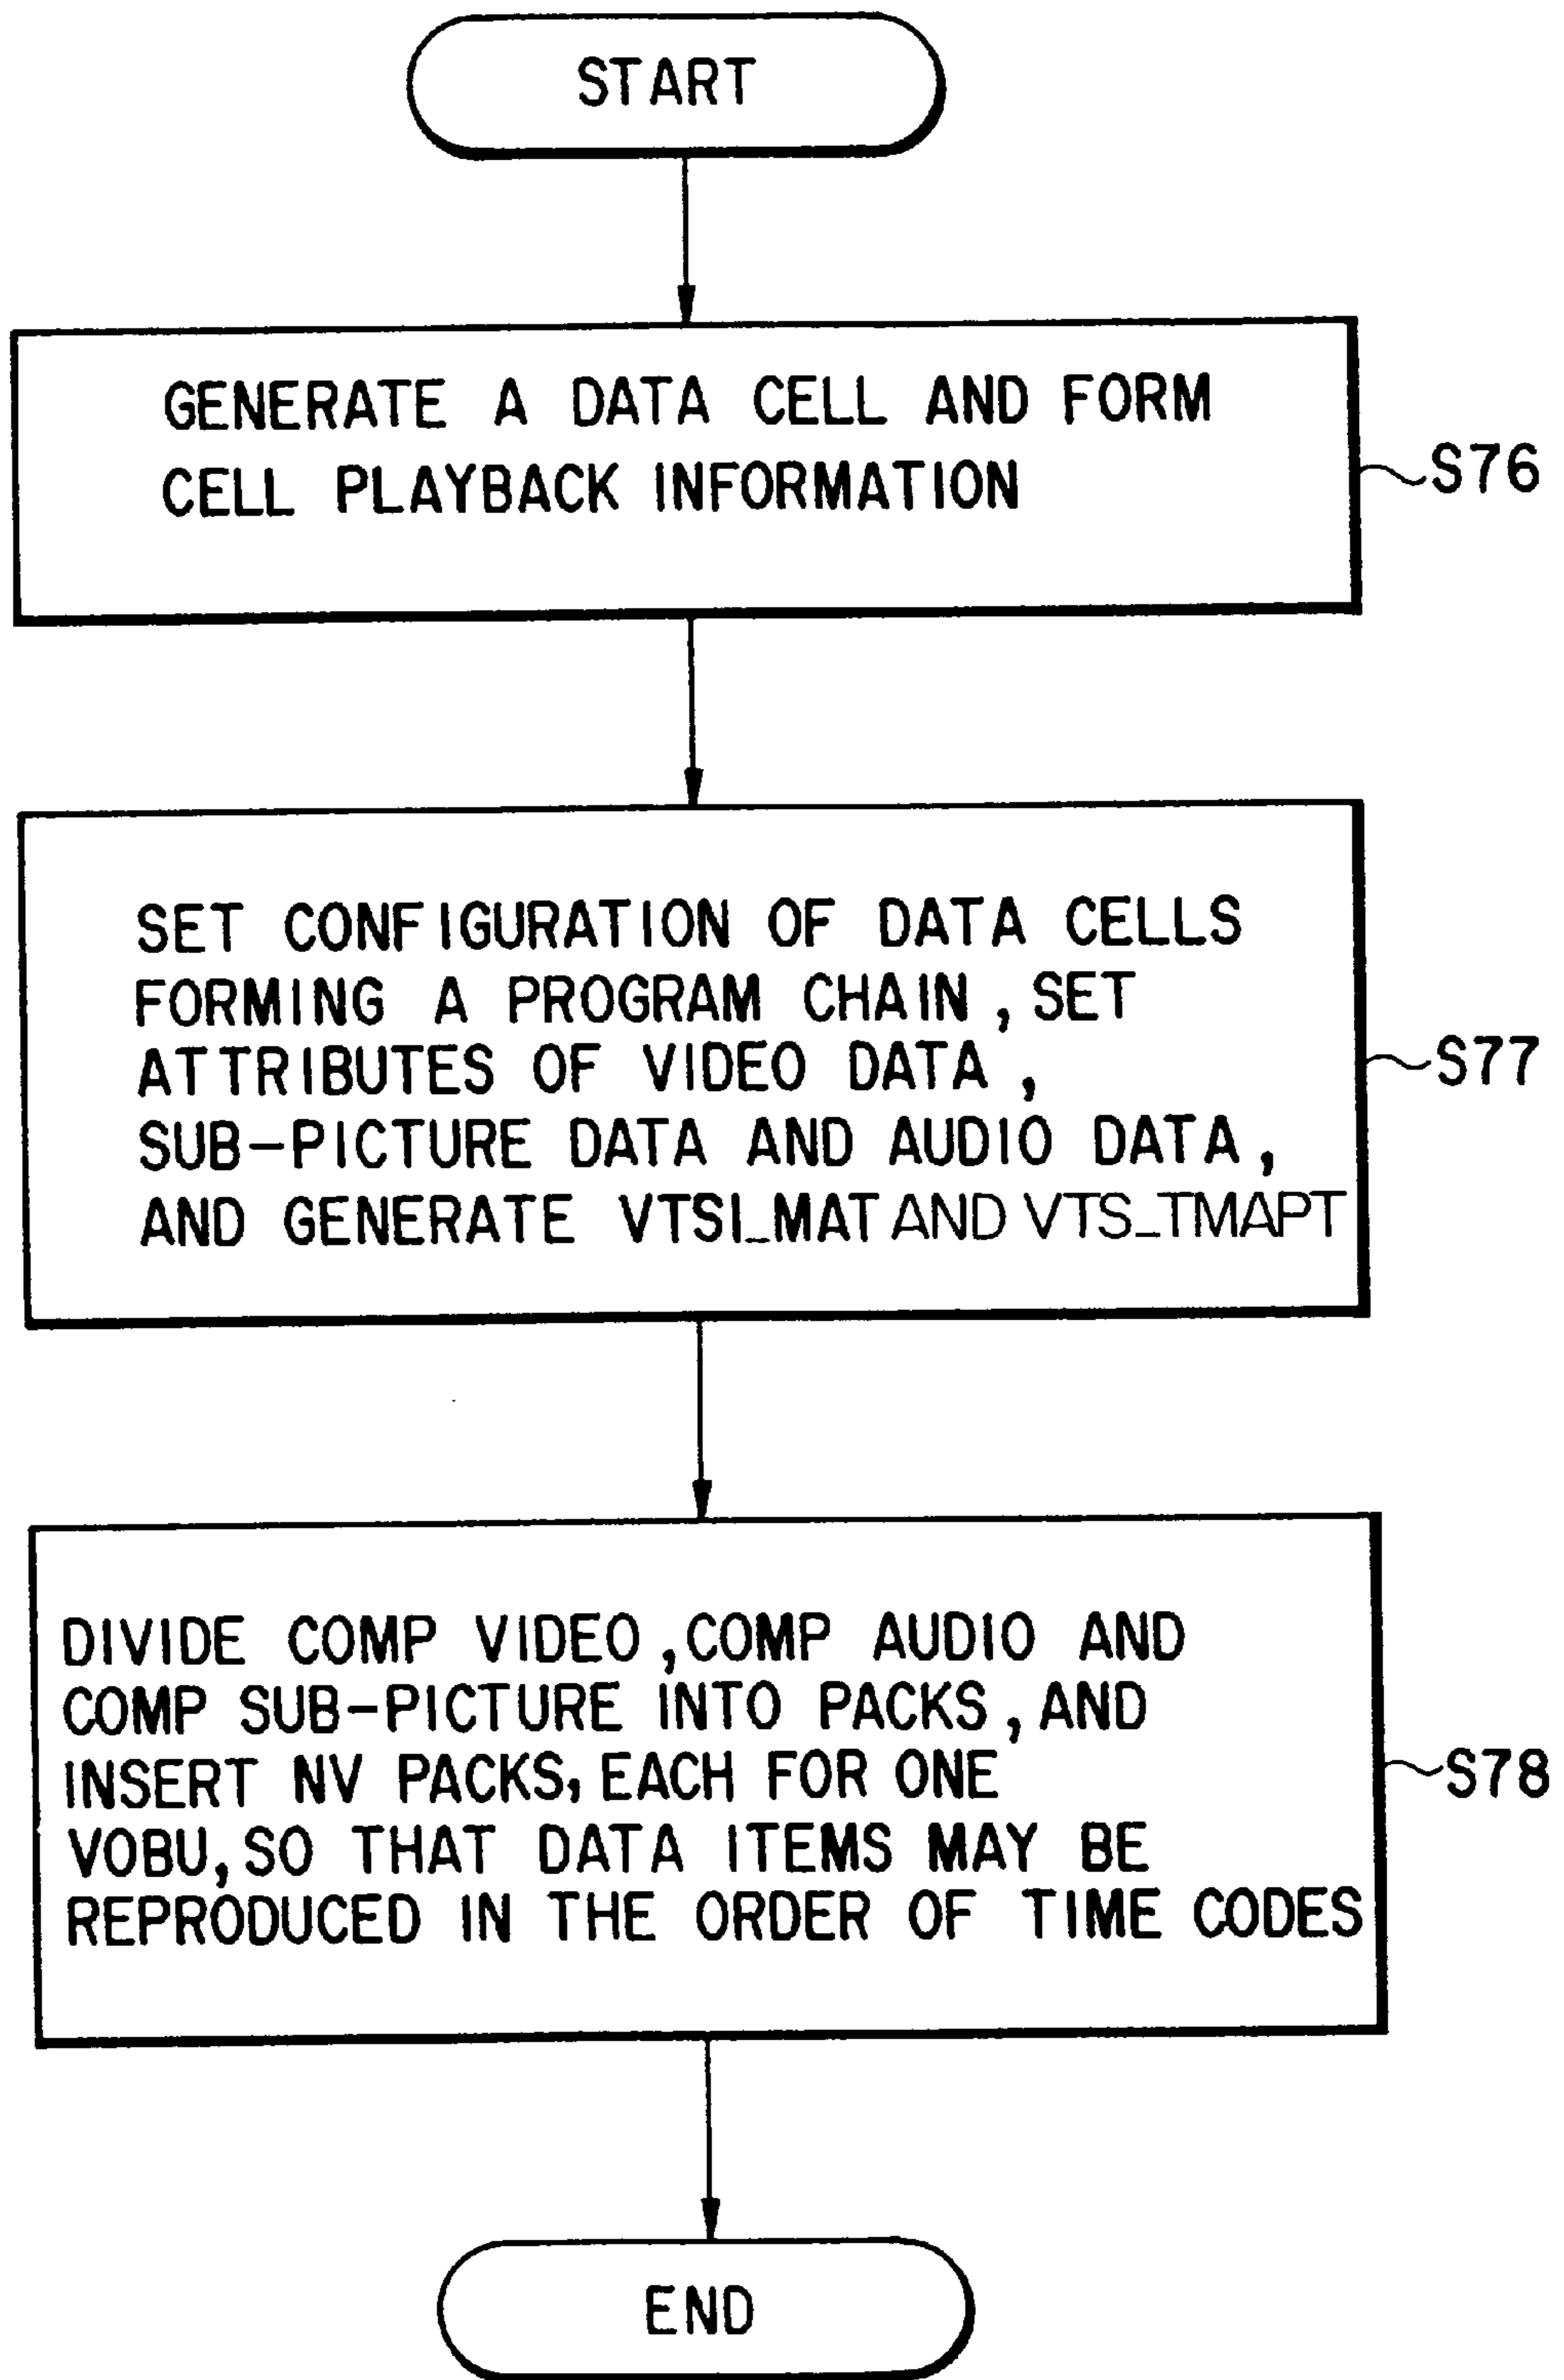 START
GENERATE A DATA CELL AND FORM
CELL PLAYBACK INFORMATION
S76
SET CONFIGURATION OF DATA CELLS
FORMING A PROGRAM CHAIN, SET
ATTRIBUTES OF VIDEO DATA,
SUB-PICTURE DATA AND AUDIO DATA,
AND GENERATE VTSI_MAT AND VTS_TMAPT
S77
DIVIDE COMP VIDEO, COMP AUDIO AND
COMP SUB-PICTURE INTO PACKS, AND
INSERT NV PACKS, EACH FOR ONE
VOBU, SO THAT DATA ITEMS MAY BE
REPRODUCED IN THE ORDER OF TIME CODES
S78
END